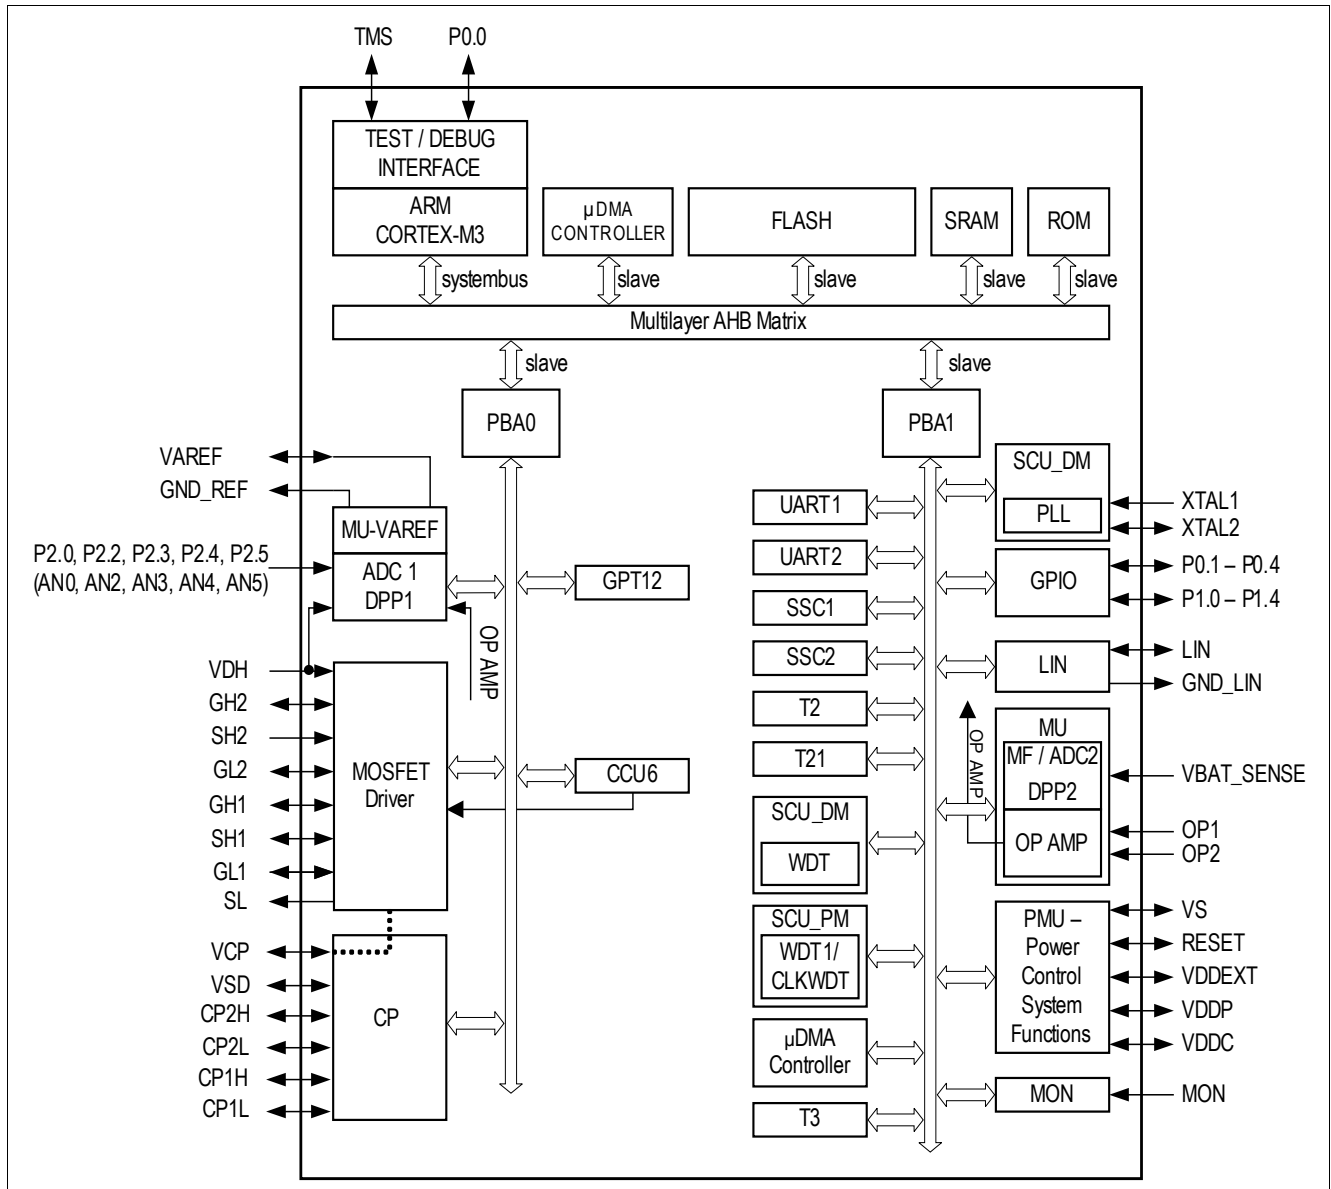 TMS
P0.0
TEST / DEBUG
INTERFACE
ARM
CORTEX-M3
µDMA
CONTROLLER
FLASH
SRAM
ROM
systembus
slave
slave
slave
slave
Multilayer AHB Matrix
slave
slave
PBA0
PBA1
VAREF
GND_REF
MU-VAREF
P2.0, P2.2, P2.3, P2.4, P2.5
(AN0, AN2, AN3, AN4, AN5)
ADC 1
DPP1
GPT12
OP AMP
VDH
GH2
SH2
GL2
GH1
SH1
GL1
SL
MOSFET
Driver
CCU6
VCP
VSD
CP2H
CP2L
CP1H
CP1L
CP
UART1
UART2
SSC1
SSC2
T2
T21
SCU_DM
WDT
SCU_PM
WDT1/
CLKWDT
µDMA
Controller
T3
SCU_DM
PLL
XTAL1
XTAL2
GPIO
P0.1 – P0.4
P1.0 – P1.4
LIN
LIN
GND_LIN
OP AMP
MU
MF / ADC2
DPP2
OP AMP
VBAT_SENSE
OP1
OP2
PMU –
Power
Control
System
Functions
VS
RESET
VDDEXT
VDDP
VDDC
MON
MON